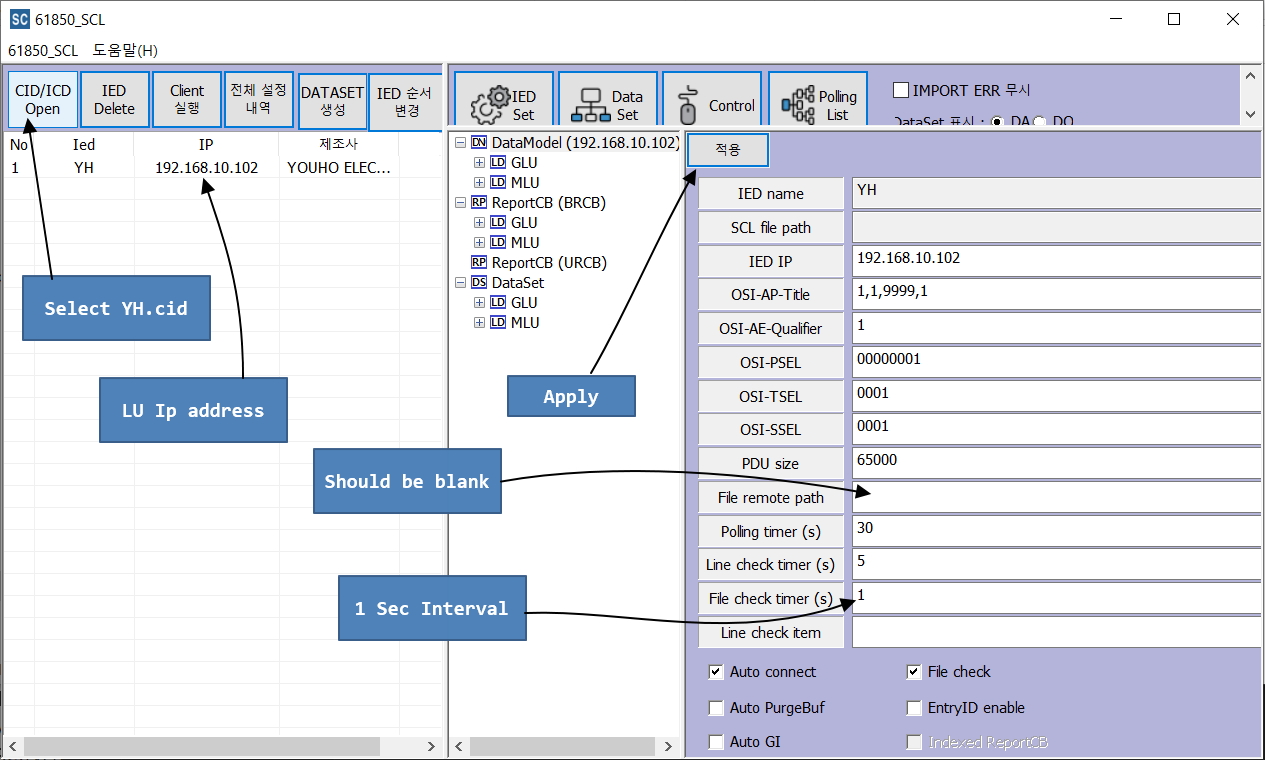 SC 61850_SCL
61850_SCL 도움말(H)
CID/ICD
Open
IED
Delete
Client
실행
전체 설정
내역
DATASET
생성
IED 순서
변경
IED
Set
Data
Set
Control
Polling
List
IMPORT ERR 무시
DataSet 표시 : DA DO
No Ied IP 제조사
1 YH 192.168.10.102 YOUHO ELEC...
DN DataModel (192.168.10.102)
LD GLU
LD MLU
RP ReportCB (BRCB)
LD GLU
LD MLU
RP ReportCB (URCB)
DS DataSet
LD GLU
LD MLU
적용
IED name YH
SCL file path
IED IP 192.168.10.102
OSI-AP-Title 1,1,9999,1
OSI-AE-Qualifier 1
OSI-PSEL 00000001
OSI-TSEL 0001
OSI-SSEL 0001
PDU size 65000
File remote path
Polling timer (s) 30
Line check timer (s) 5
File check timer (s) 1
Line check item
Auto connect File check
Auto PurgeBuf EntryID enable
Auto GI Indexed ReportCB
Select YH.cid
LU Ip address
Apply
Should be blank
1 Sec Interval